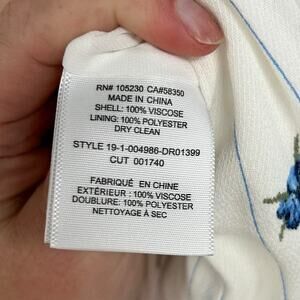 RN# 105230 CA#58350
MADE IN CHINA
SHELL: 100% VISCOSE
LINING: 100% POLYESTER
DRY CLEAN
STYLE 19-1-004986-DR01399
CUT 001740
FABRIQUÉ EN CHINE
EXTÉRIEUR : 100% VISCOSE
DOUBLURE: 100% POLYESTER
NETTOYAGE À SEC